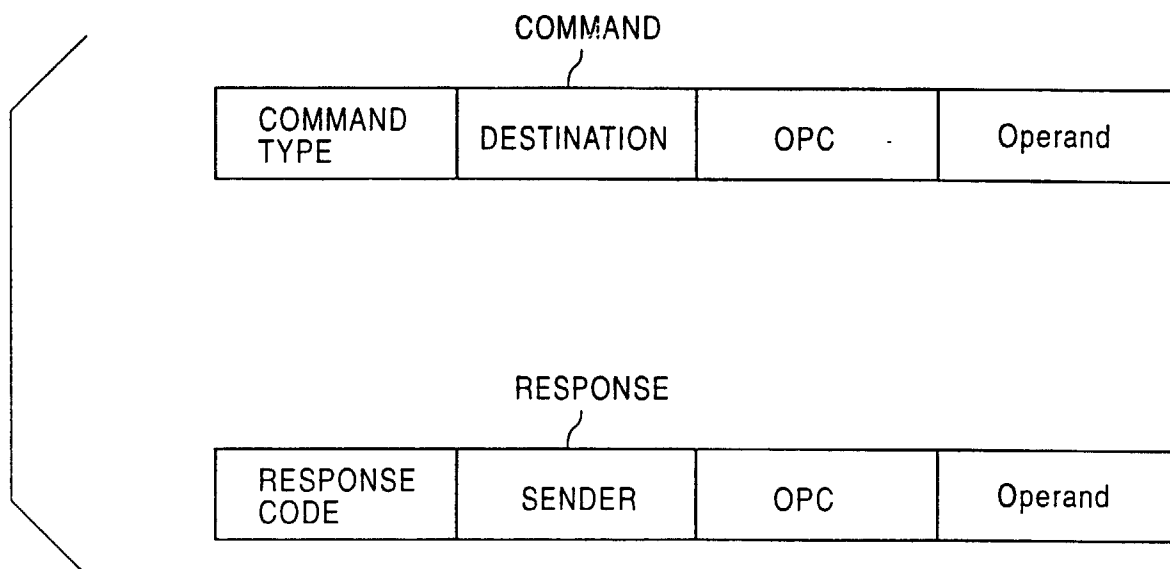 COMMAND
COMMAND
TYPE
DESTINATION
OPC
Operand
RESPONSE
RESPONSE
CODE
SENDER
OPC
Operand